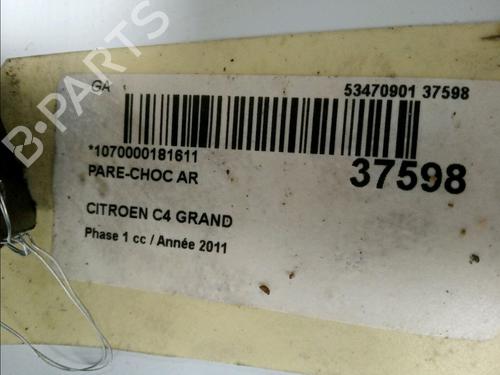 B-PARTS
GA
53470901 37598
*1070000181611
37598
PARE-CHOC AR
CITROEN C4 GRAND
Phase 1 cc / Année 2011